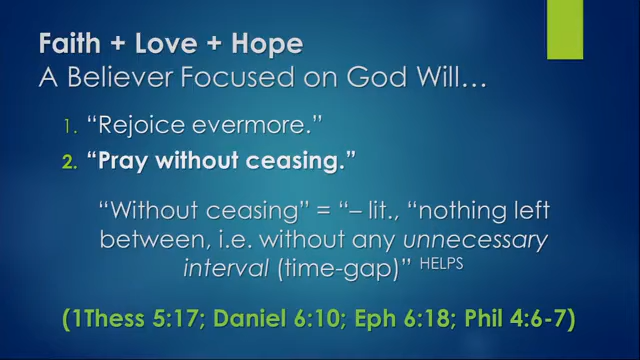 Faith + Love + Hope
A Believer Focused on God Will…
1. “Rejoice evermore.”
2. “Pray without ceasing.”
“Without ceasing” = “– lit., “nothing left
between, i.e. without any unnecessary
interval (time-gap)” HELPS
(1Thess 5:17; Daniel 6:10; Eph 6:18; Phil 4:6-7)